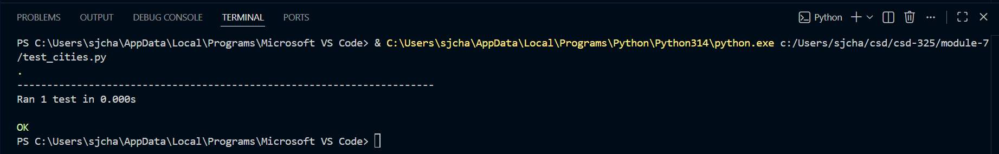 PROBLEMS OUTPUT DEBUG CONSOLE TERMINAL PORTS Python
PS C:\Users\sjcha\AppData\Local\Programs\Microsoft VS Code> & C:\Users\sjcha\AppData\Local\Programs\Python\Python314\python.exe c:/Users/sjcha/csd/csd-325/module-7
/test_cities.py
.
----------------------------------------------------------------------
Ran 1 test in 0.000s
OK
PS C:\Users\sjcha\AppData\Local\Programs\Microsoft VS Code>